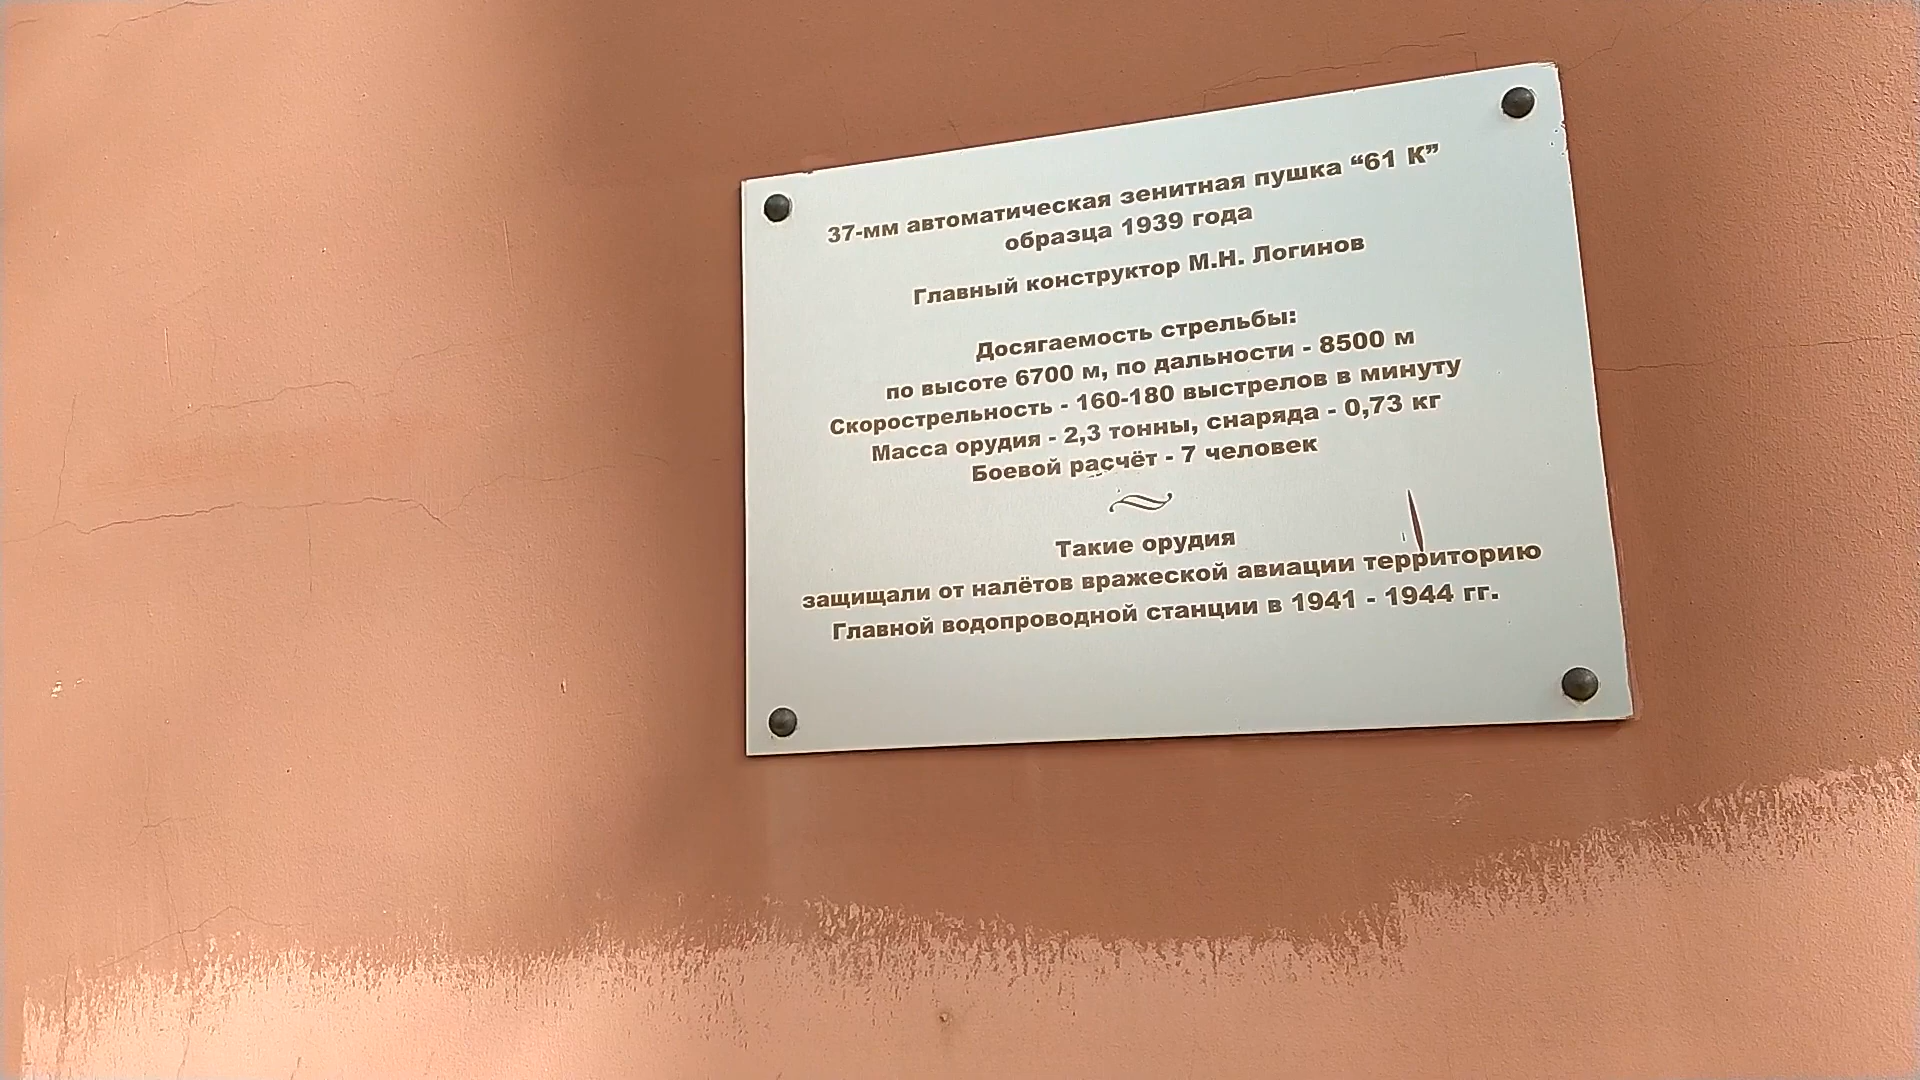 37-мм автоматическая зенитная пушка “61 К”
образца 1939 года
Главный конструктор М.Н. Логинов
Досягаемость стрельбы:
по высоте 6700 м, по дальности - 8500 м
Скорострельность - 160-180 выстрелов в минуту
Масса орудия - 2,3 тонны, снаряда - 0,73 кг
Боевой расчёт - 7 человек
Такие орудия
защищали от налётов вражеской авиации территорию
Главной водопроводной станции в 1941 - 1944 гг.